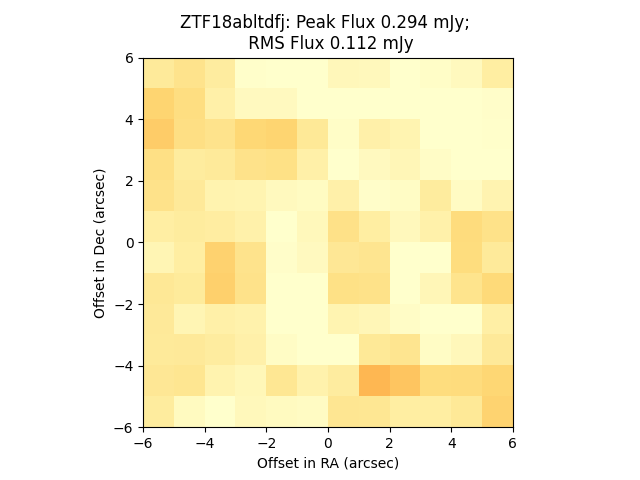 ZTF18abltdfj: Peak Flux 0.294 mJy;
RMS Flux 0.112 mJy
6
4
2
0
−2
−4
−6
Offset in Dec (arcsec)
−6 −4 −2 0 2 4 6
Offset in RA (arcsec)